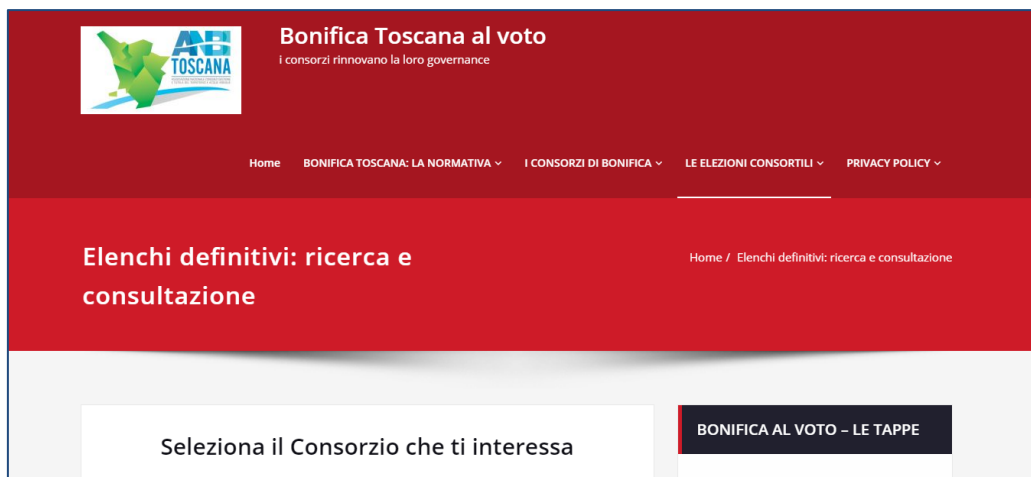 ANBI
TOSCANA
Bonifica Toscana al voto
i consorzi rinnovano la loro governance
Home BONIFICA TOSCANA: LA NORMATIVA I CONSORZI DI BONIFICA LE ELEZIONI CONSORTILI PRIVACY POLICY
Elenchi definitivi: ricerca e
consultazione
Home / Elenchi definitivi: ricerca e consultazione
Seleziona il Consorzio che ti interessa
BONIFICA AL VOTO – LE TAPPE